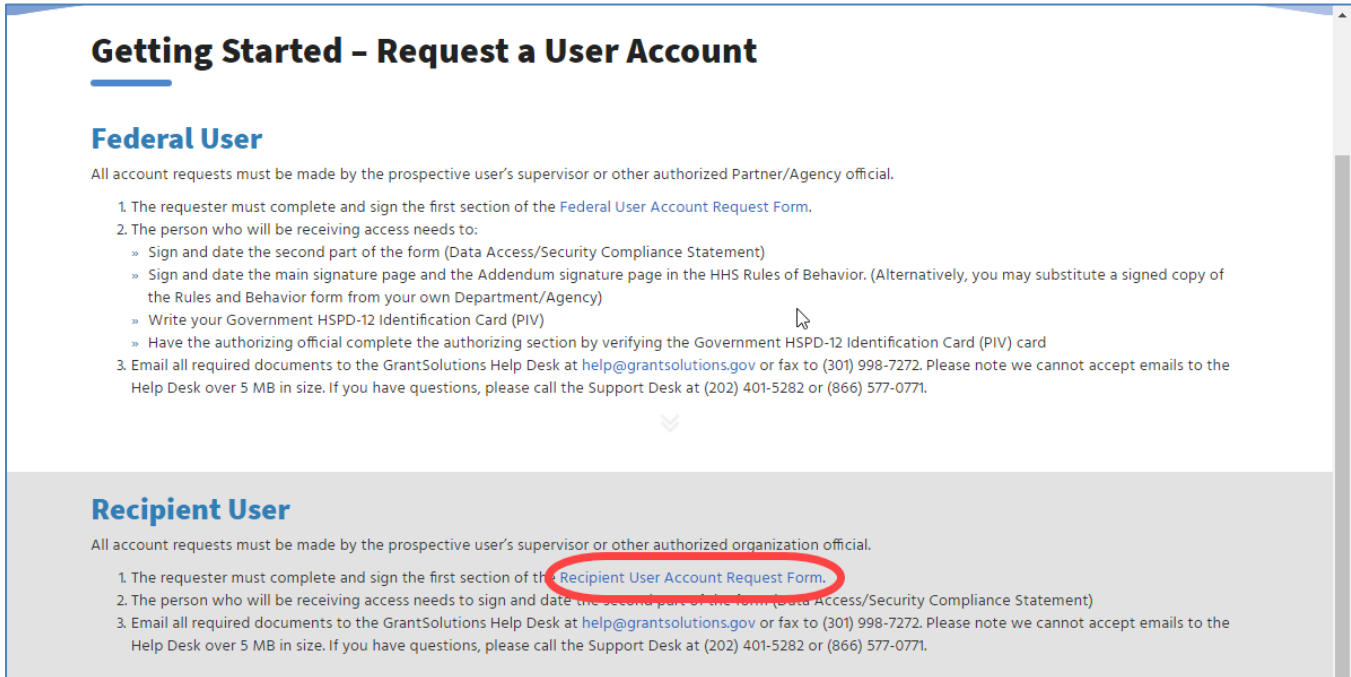 Getting Started – Request a User Account
Federal User
All account requests must be made by the prospective user's supervisor or other authorized Partner/Agency official.
1. The requester must complete and sign the first section of the Federal User Account Request Form.
2. The person who will be receiving access needs to:
» Sign and date the second part of the form (Data Access/Security Compliance Statement)
» Sign and date the main signature page and the Addendum signature page in the HHS Rules of Behavior. (Alternatively, you may substitute a signed copy of
the Rules and Behavior form from your own Department/Agency)
» Write your Government HSPD-12 Identification Card (PIV)
» Have the authorizing official complete the authorizing section by verifying the Government HSPD-12 Identification Card (PIV) card
3. Email all required documents to the GrantSolutions Help Desk at help@grantsolutions.gov or fax to (301) 998-7272. Please note we cannot accept emails to the
Help Desk over 5 MB in size. If you have questions, please call the Support Desk at (202) 401-5282 or (866) 577-0771.
Recipient User
All account requests must be made by the prospective user's supervisor or other authorized organization official.
1. The requester must complete and sign the first section of the Recipient User Account Request Form.
2. The person who will be receiving access needs to sign and date the second part of the form (Data Access/Security Compliance Statement)
3. Email all required documents to the GrantSolutions Help Desk at help@grantsolutions.gov or fax to (301) 998-7272. Please note we cannot accept emails to the
Help Desk over 5 MB in size. If you have questions, please call the Support Desk at (202) 401-5282 or (866) 577-0771.